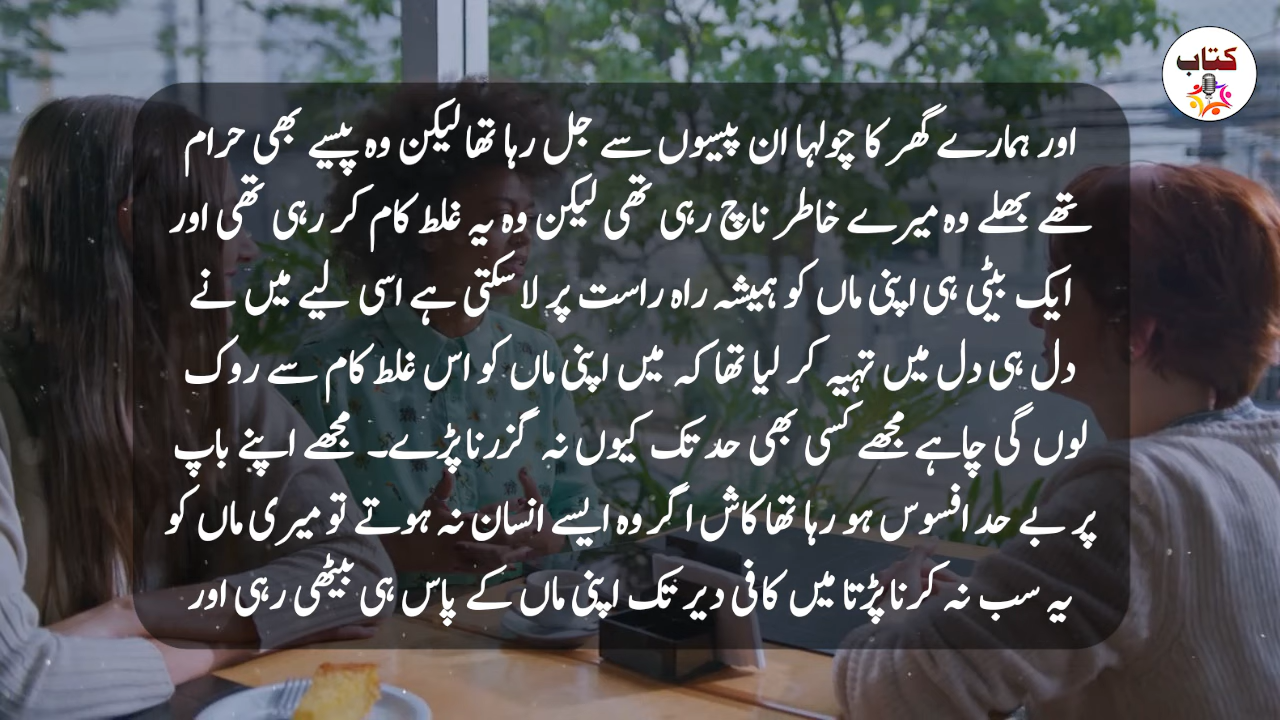 کتاب
اور ہمارے گھر کا چولہا ان پیسوں سے جل رہا تھا لیکن وہ پیسے بھی حرام
تھے بھلے وہ میرے خاطر ناچ رہی تھی لیکن وہ یہ غلط کام کر رہی تھی اور
ایک بیٹی ہی اپنی ماں کو ہمیشہ راہ راست پر لا سکتی ہے اسی لیے میں نے
دل ہی دل میں تہیہ کر لیا تھا کہ میں اپنی ماں کو اس غلط کام سے روک
لوں گی چاہے مجھے کسی بھی حد تک کیوں نہ گزرنا پڑے۔ مجھے اپنے باپ
پر بے حد افسوس ہو رہا تھا کاش اگر وہ ایسے انسان نہ ہوتے تو میری ماں کو
یہ سب نہ کرنا پڑتا میں کافی دیر تک اپنی ماں کے پاس ہی بیٹھی رہی اور